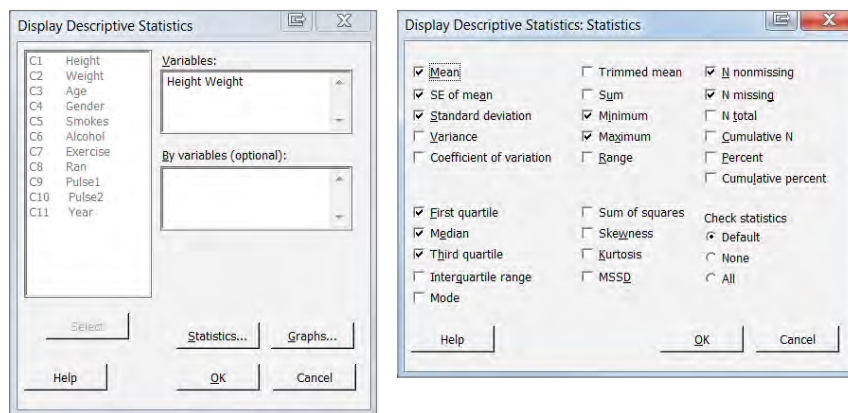 Display Descriptive Statistics
C1 Height
C2 Weight
C3 Age
C4 Gender
C5 Smokes
C6 Alcohol
C7 Exercise
C8 Ran
C9 Pulse1
C10 Pulse2
C11 Year
Variables:
Height Weight
By variables (optional):
Select
Statistics...
Graphs...
Help
OK
Cancel
Display Descriptive Statistics: Statistics
Mean
SE of mean
Standard deviation
Variance
Coefficient of variation
Trimmed mean
Sum
Minimum
Maximum
Range
N nonmissing
N missing
N total
Cumulative N
Percent
Cumulative percent
First quartile
Median
Third quartile
Interquartile range
Mode
Sum of squares
Skewness
Kurtosis
MSSD
Check statistics
Default
None
All
Help
OK
Cancel